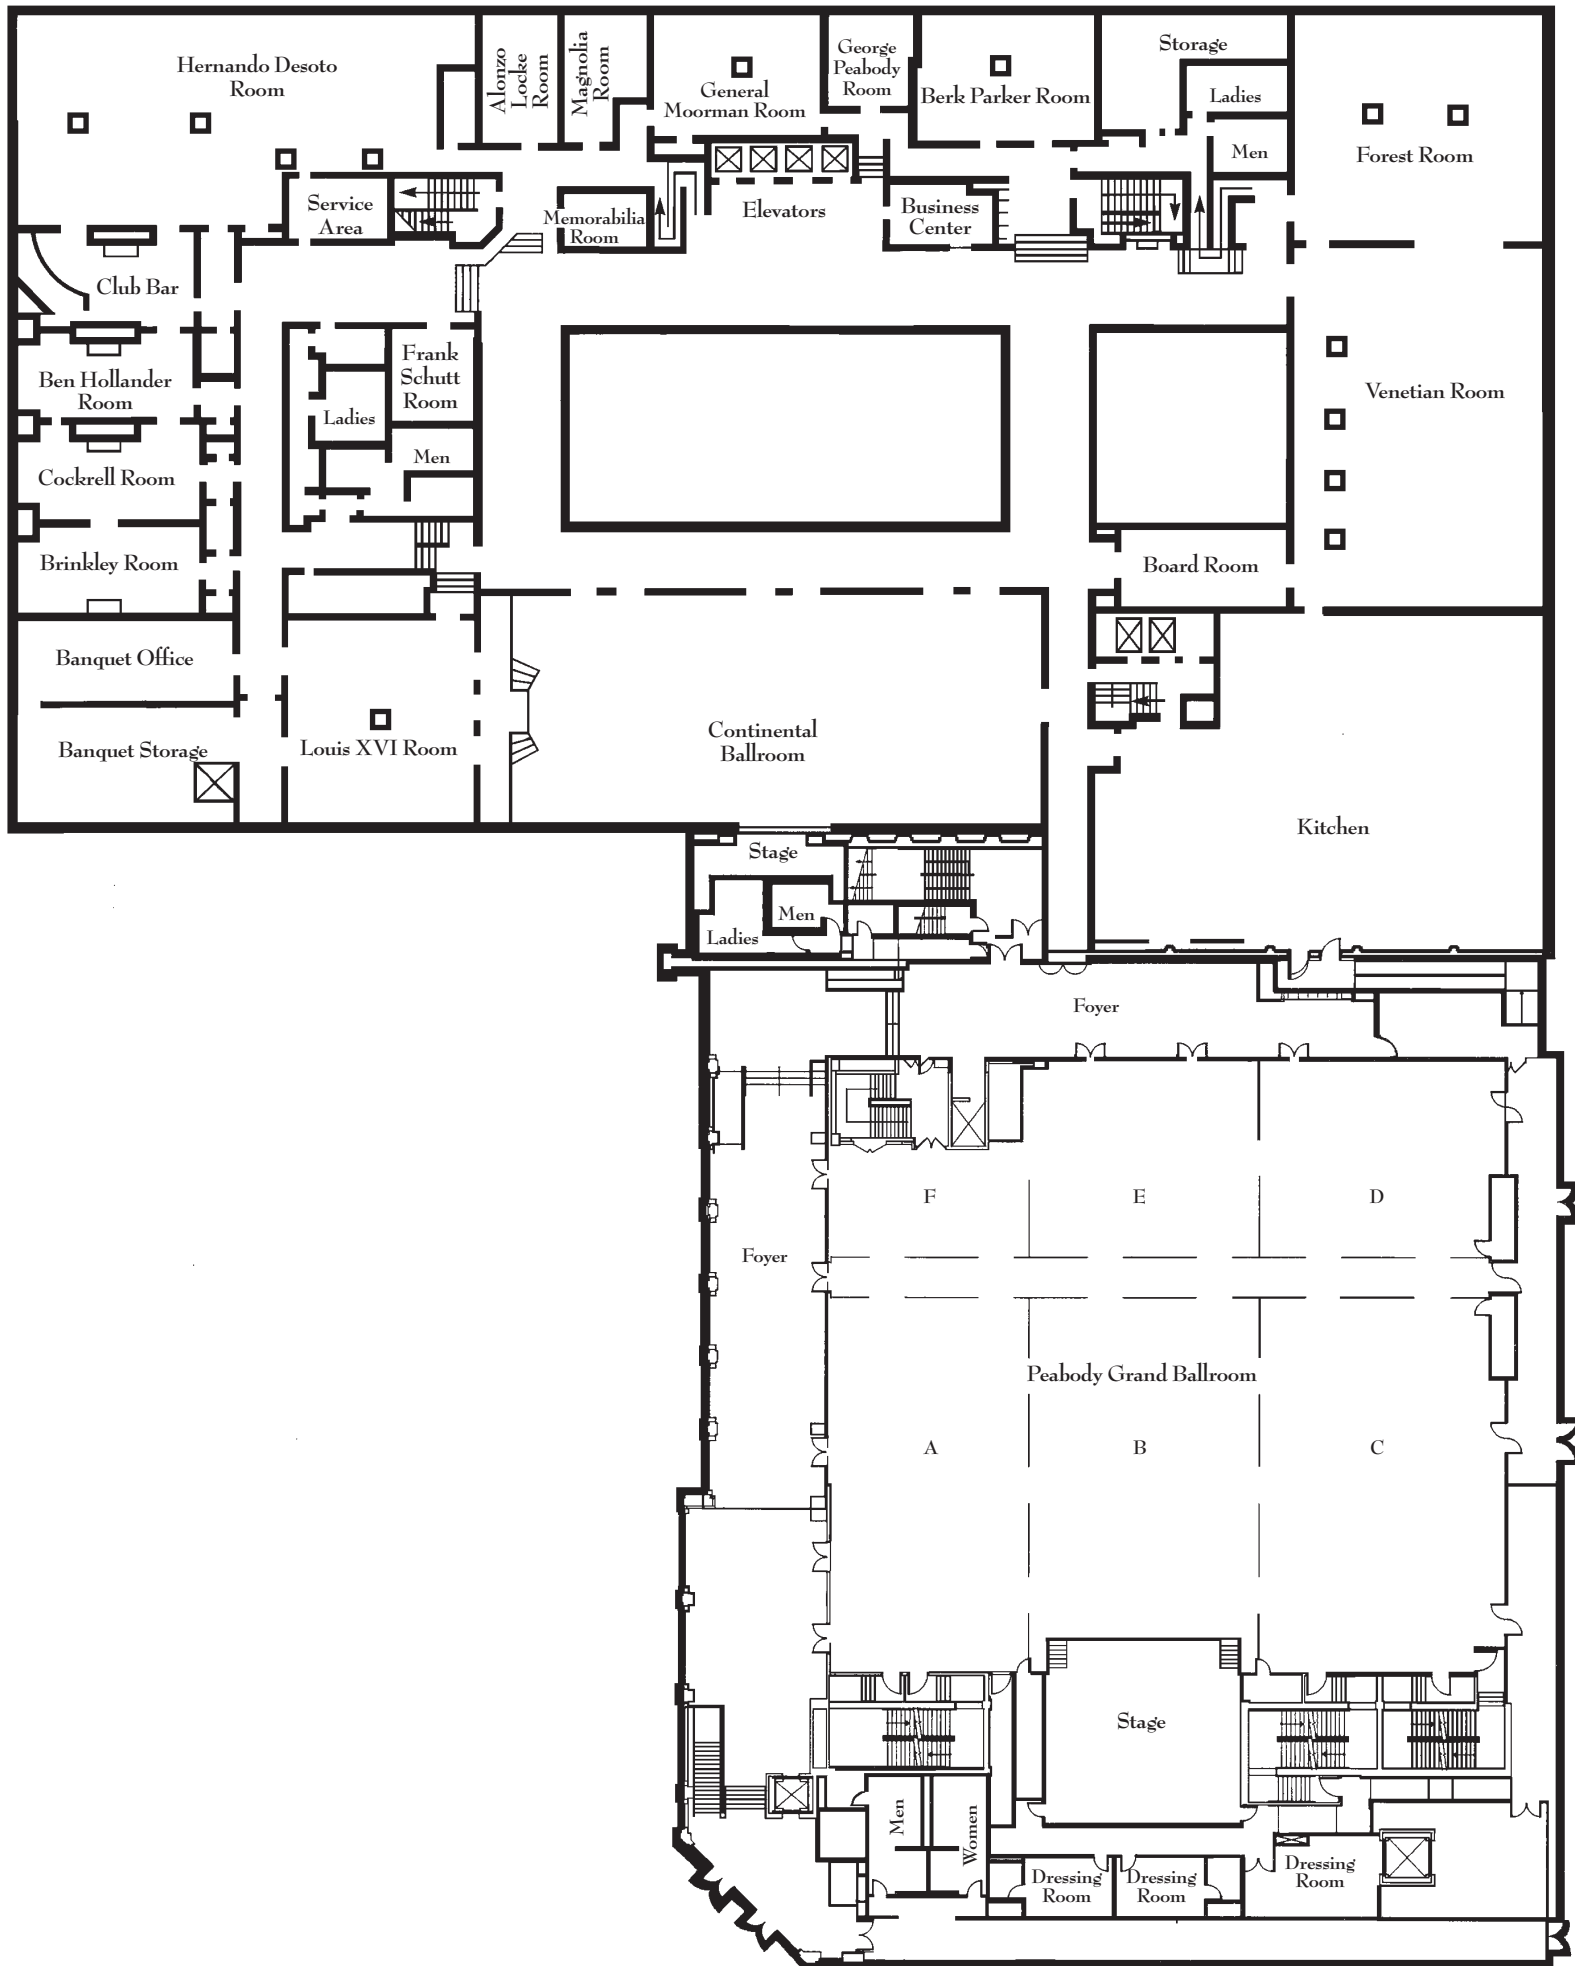 Hernando Desoto
Room
Alonzo
Locke
Room
Magnolia
Room
General
Moorman Room
George
Peabody
Room
Berk Parker Room
Storage
Ladies
Men
Forest Room
Service
Area
Memorabilia
Room
Elevators
Business
Center
Club Bar
Ben Hollander
Room
Frank
Schutt
Room
Ladies
Men
Venetian Room
Cockrell Room
Brinkley Room
Board Room
Banquet Office
Banquet Storage
Louis XVI Room
Continental
Ballroom
Kitchen
Stage
Men
Ladies
Foyer
F
E
D
Foyer
Peabody Grand Ballroom
A
B
C
Stage
Men
Women
Dressing
Room
Dressing
Room
Dressing
Room